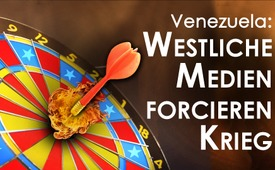 Venezuela:
WESTLICHE
MEDIEN
FORCIEREN
KRIEG